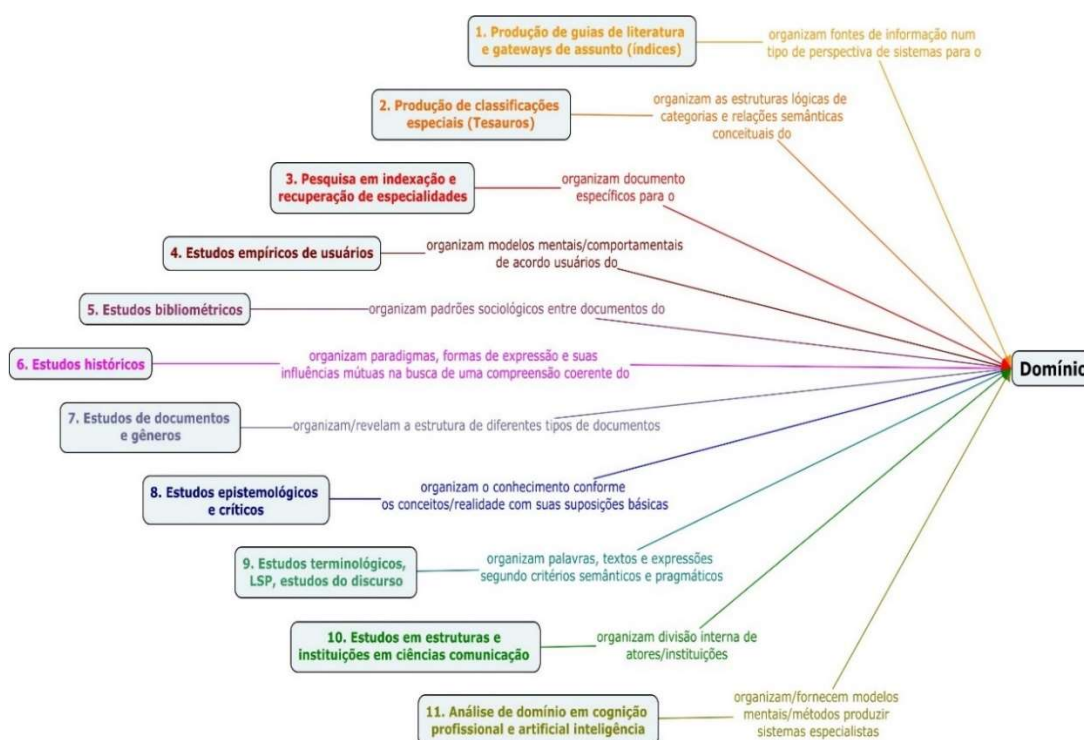 1. Produção de guias de literatura
e gateways de assunto (índices)
organizam fontes de informação num
tipo de perspectiva de sistemas para o
2. Produção de classificações
especiais (Tesauros)
organizam as estruturas lógicas de
categorias e relações semânticas
conceituais do
3. Pesquisa em indexação e
recuperação de especialidades
organizam documento
específicos para o
4. Estudos empíricos de usuários
organizam modelos mentais/comportamentais
de acordo usuários do
5. Estudos bibliométricos
organizam padrões sociológicos entre documentos do
6. Estudos históricos
organizam paradigmas, formas de expressão e suas
influências mútuas na busca de uma compreensão coerente do
Domínio
7. Estudos de documentos
e gêneros
organizam/revelam a estrutura de diferentes tipos de documentos
8. Estudos epistemológicos
e críticos
organizam o conhecimento conforme
os conceitos/realidade com suas suposições básicas
9. Estudos terminológicos,
LSP, estudos do discurso
organizam palavras, textos e expressões
segundo critérios semânticos e pragmáticos
10. Estudos em estruturas e
instituições em ciências comunicação
organizam divisão interna de
atores/instituições
11. Análise de domínio em cognição
profissional e artificial inteligência
organizam/fornecem modelos
mentais/métodos produzir
sistemas especialistas